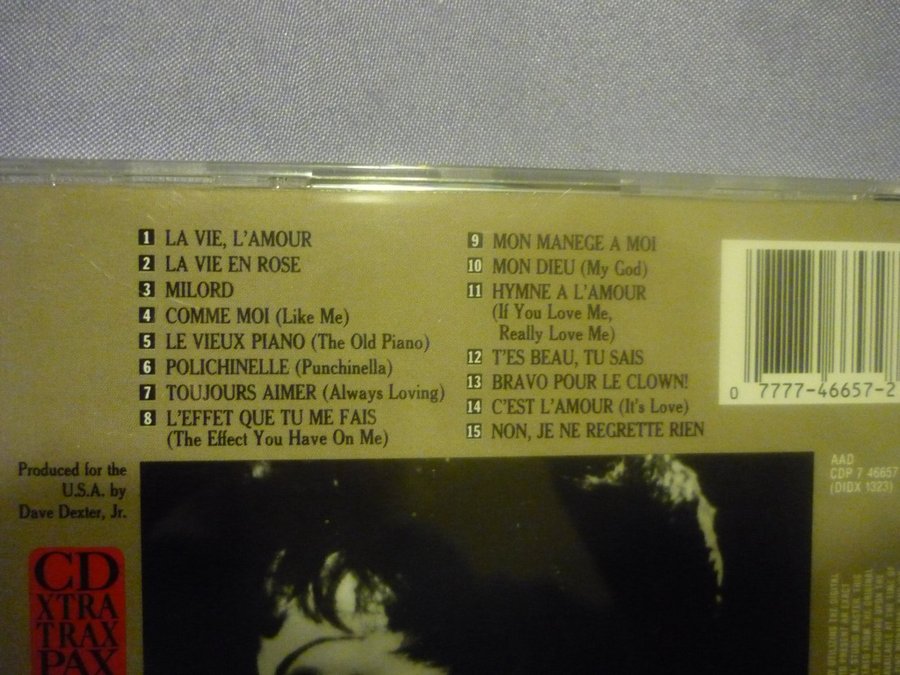 1 LA VIE, L'AMOUR
2 LA VIE EN ROSE
3 MILORD
4 COMME MOI (Like Me)
5 LE VIEUX PIANO (The Old Piano)
6 POLICHINELLE (Punchinella)
7 TOUJOURS AIMER (Always Loving)
8 L'EFFET QUE TU ME FAIS
(The Effect You Have On Me)
9 MON MANEGE A MOI
10 MON DIEU (My God)
11 HYMNE A L'AMOUR
(If You Love Me,
Really Love Me)
12 T'ES BEAU, TU SAIS
13 BRAVO POUR LE CLOWN!
14 C'EST L'AMOUR (It's Love)
15 NON, JE NE REGRETTE RIEN
0 7777-46657-2
Produced for the
U.S.A. by
Dave Dexter, Jr.
AAD
CDP 7 46657
(DIDX 1323)
CD
XTRA
TRAX
PAX